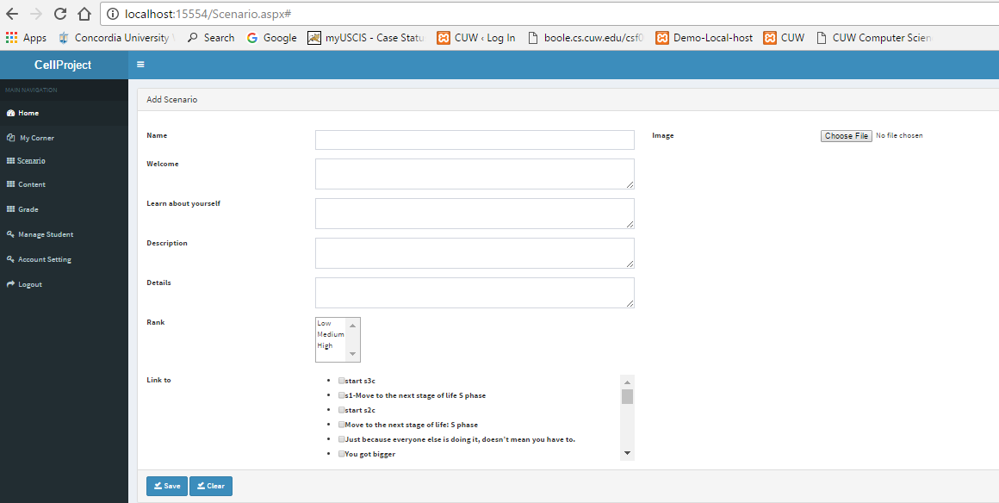 localhost:15554/Scenario.aspx#
Apps Concordia University Search Google myUSCIS - Case Statu CUW ‹ Log In boole.cs.cuw.edu/csf0 Demo-Local-host CUW CUW Computer Scien
CellProject
MAIN NAVIGATION
Home
My Corner
Scenario
Content
Grade
Manage Student
Account Setting
Logout
Add Scenario
Name
Image Choose File No file chosen
Welcome
Learn about yourself
Description
Details
Rank
Low
Medium
High
Link to
start s3c
s1-Move to the next stage of life S phase
start s2c
Move to the next stage of life: S phase
Just because everyone else is doing it, doesn't mean you have to.
You got bigger
Save Clear